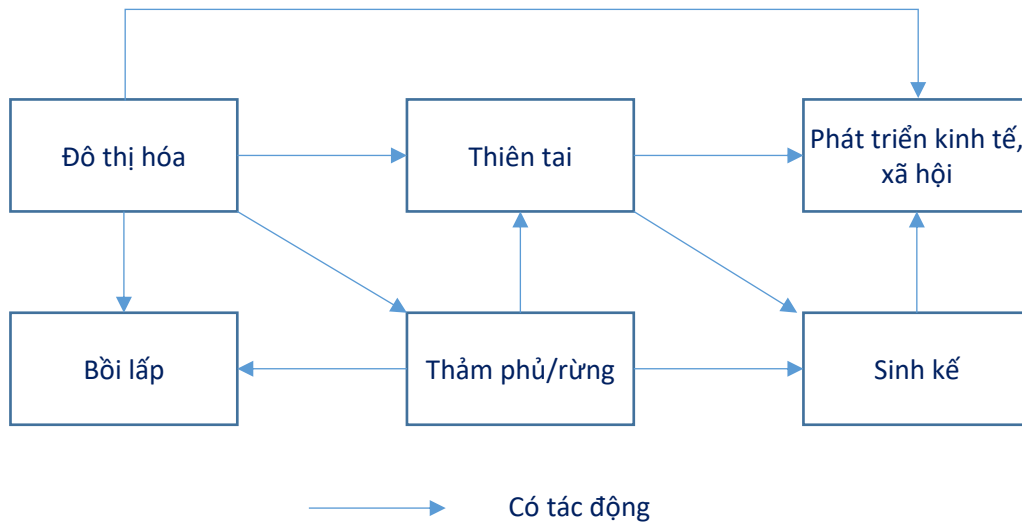 Đô thị hóa
Thiên tai
Phát triển kinh tế,
xã hội
Bồi lấp
Thảm phủ/rừng
Sinh kế
Có tác động